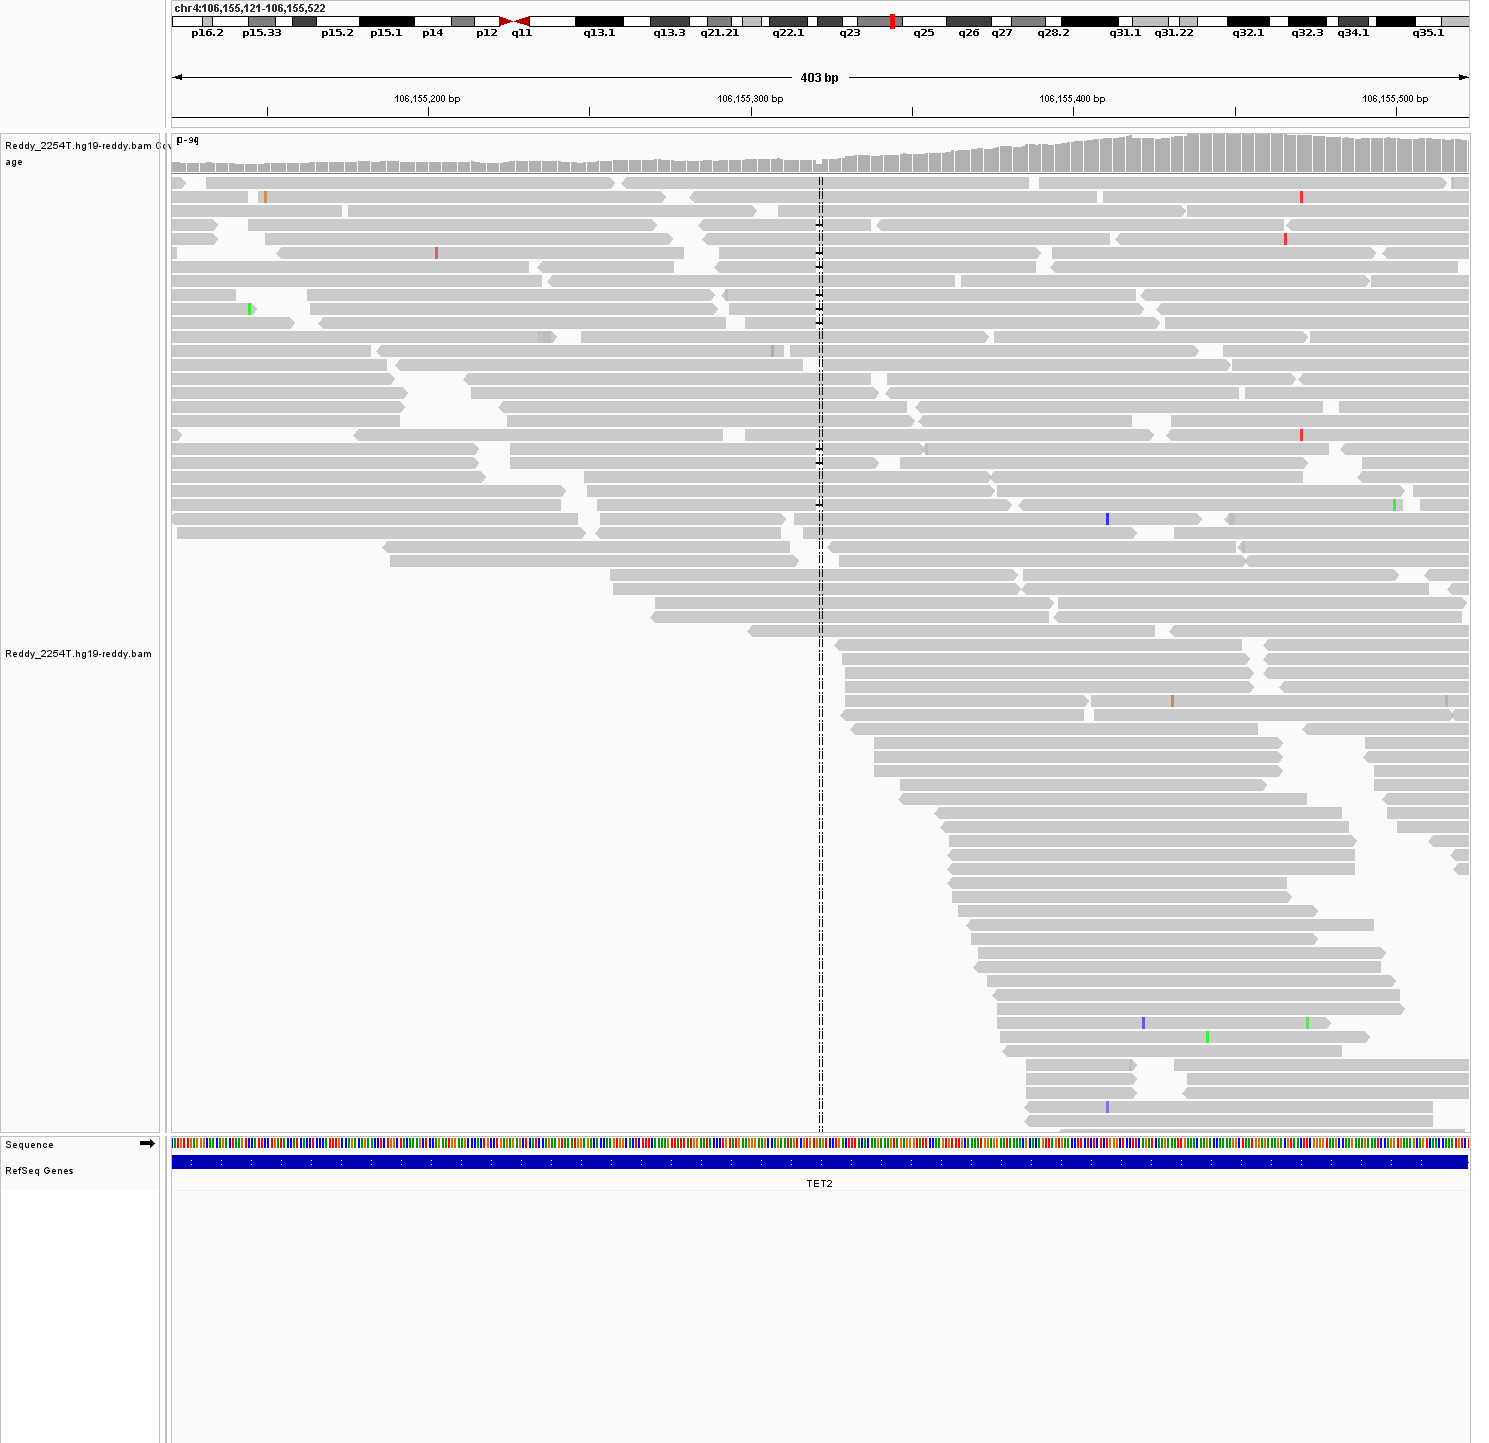 chr4:106,155,121-106,155,522
p16.2 p15.33 p15.2 p15.1 p14 p12 q11 q13.1 q13.3 q21.21 q22.1 q23 q25 q26 q27 q28.2 q31.1 q31.22 q32.1 q32.3 q34.1 q35.1
403 bp
106,155,200 bp 106,155,300 bp 106,155,400 bp 106,155,500 bp
[0-94]
Reddy_2254T.hg19-reddy.bam Cov
age
Reddy_2254T.hg19-reddy.bam
Sequence
RefSeq Genes
TET2